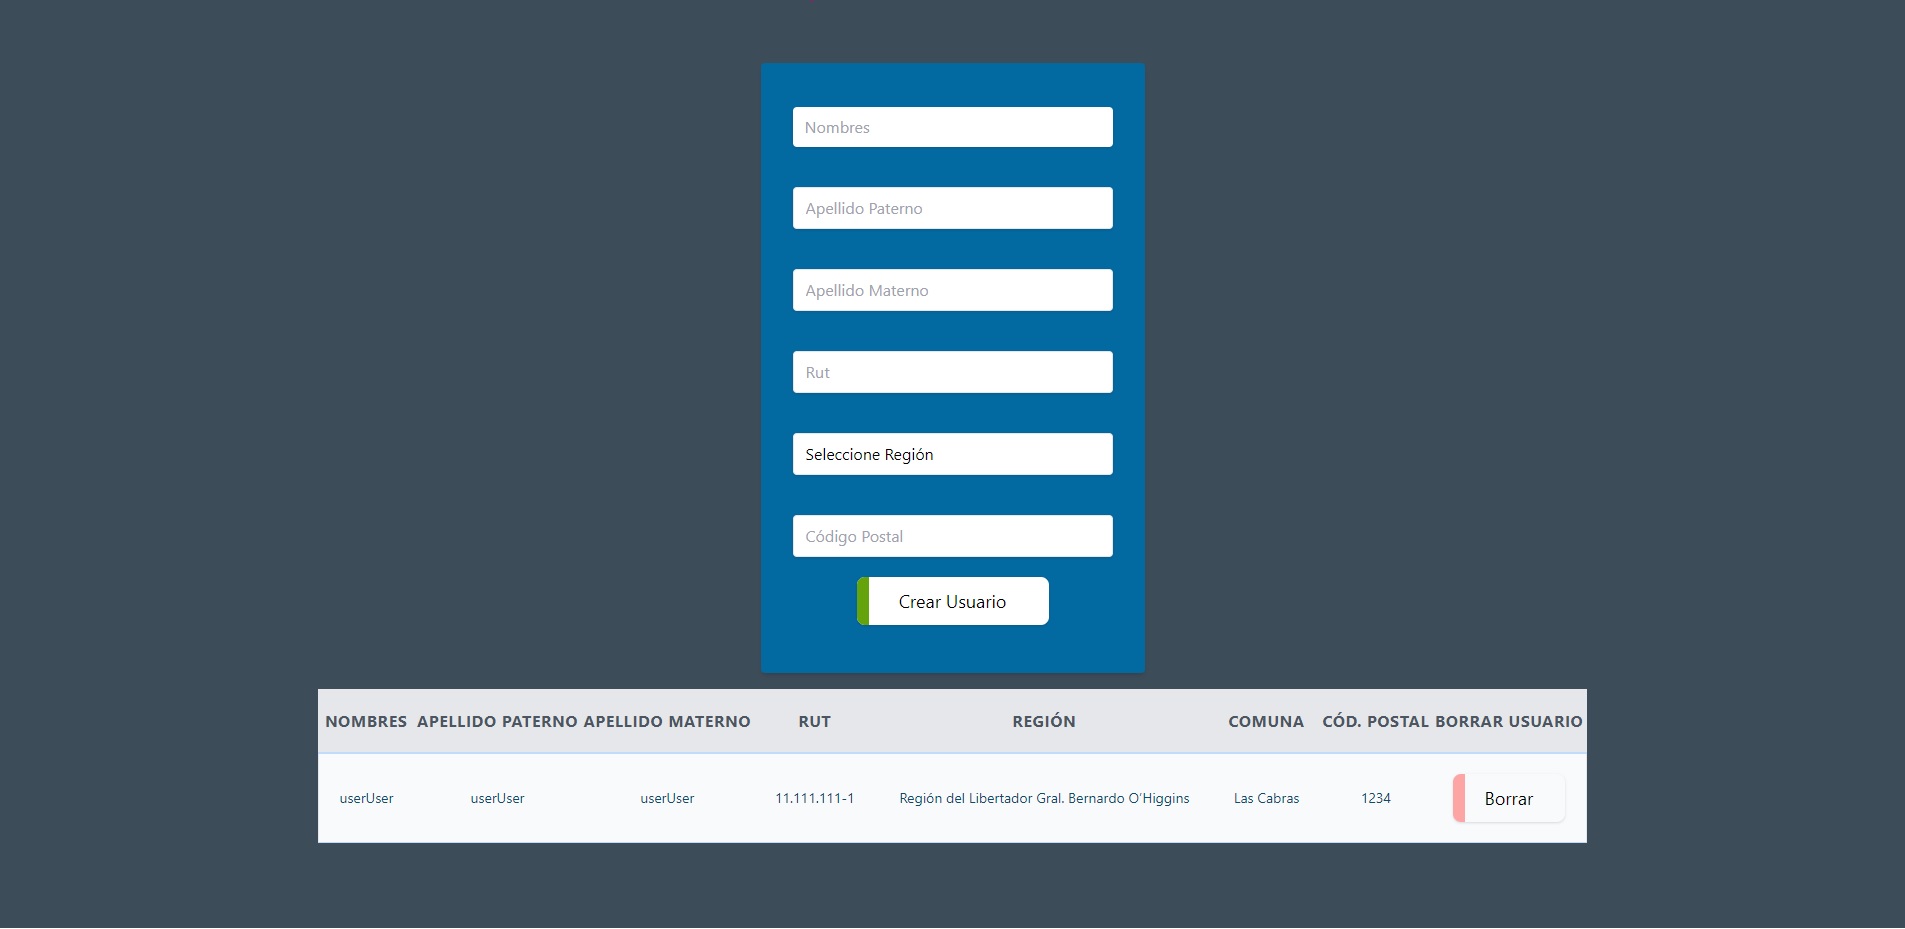 Nombres
Apellido Paterno
Apellido Materno
Rut
Seleccione Región
Código Postal
Crear Usuario
NOMBRES APELLIDO PATERNO APELLIDO MATERNO RUT REGIÓN COMUNA CÓD. POSTAL BORRAR USUARIO
userUser userUser userUser 11.111.111-1 Región del Libertador Gral. Bernardo O'Higgins Las Cabras 1234 Borrar